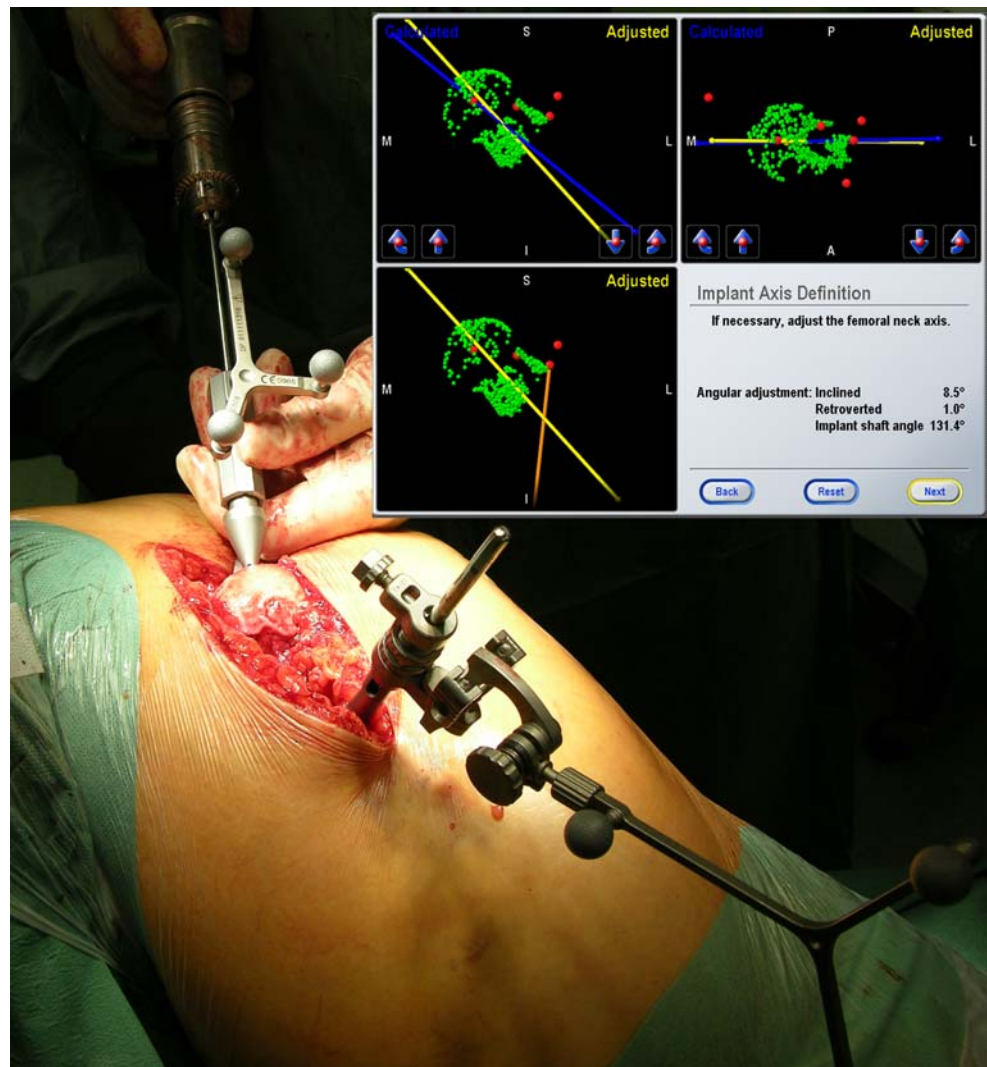 Calculated S Adjusted
M L
I
Calculated P Adjusted
M L
A
S Adjusted
M L
I
Implant Axis Definition
If necessary, adjust the femoral neck axis.
Angular adjustment: Inclined 8.5°
Retroverted 1.0°
Implant shaft angle 131.4°
Back Reset Next
CE